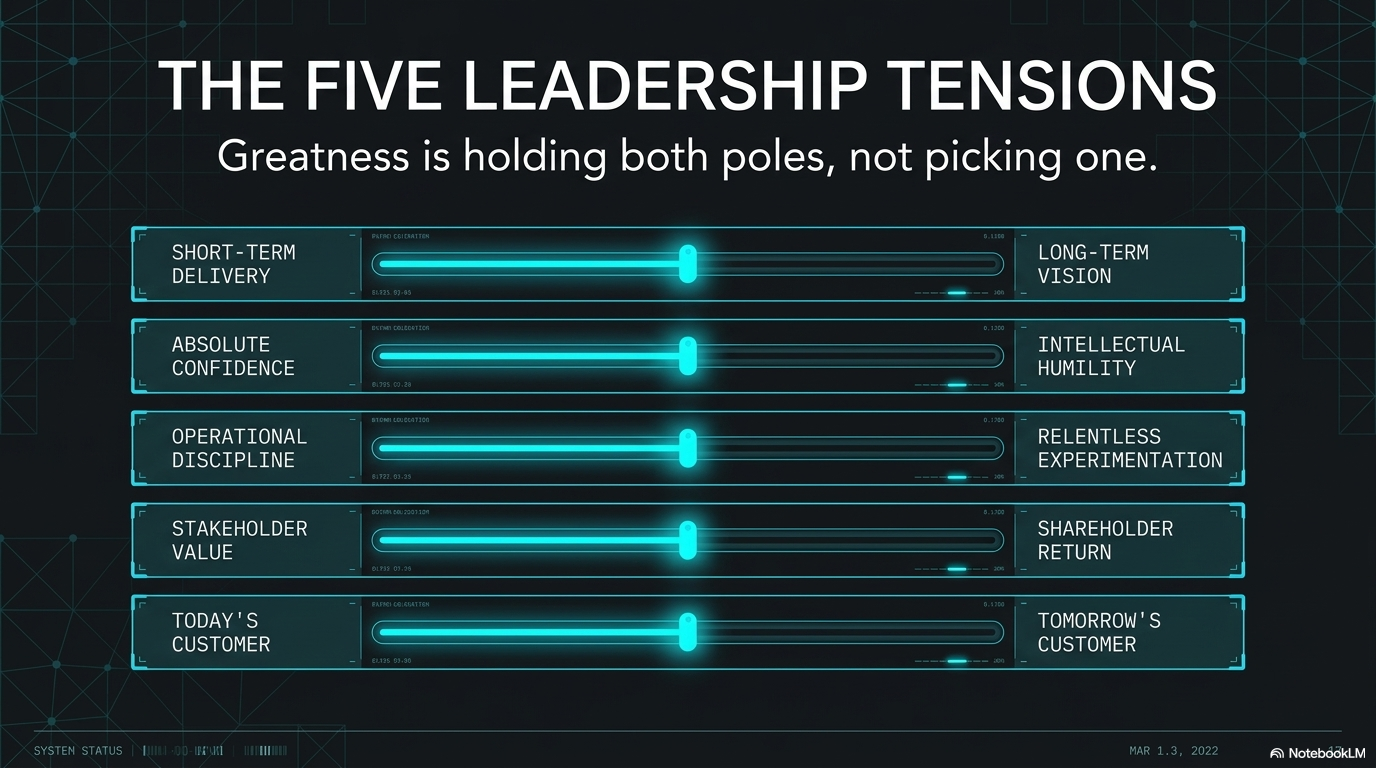 THE FIVE LEADERSHIP TENSIONS
Greatness is holding both poles, not picking one.
SHORT-TERM
DELIVERY
LONG-TERM
VISION
ABSOLUTE
CONFIDENCE
INTELLECTUAL
HUMILITY
OPERATIONAL
DISCIPLINE
RELENTLESS
EXPERIMENTATION
STAKEHOLDER
VALUE
SHAREHOLDER
RETURN
TODAY'S
CUSTOMER
TOMORROW'S
CUSTOMER
SYSTEM STATUS
MAR 1.3, 2022
NotebookLM